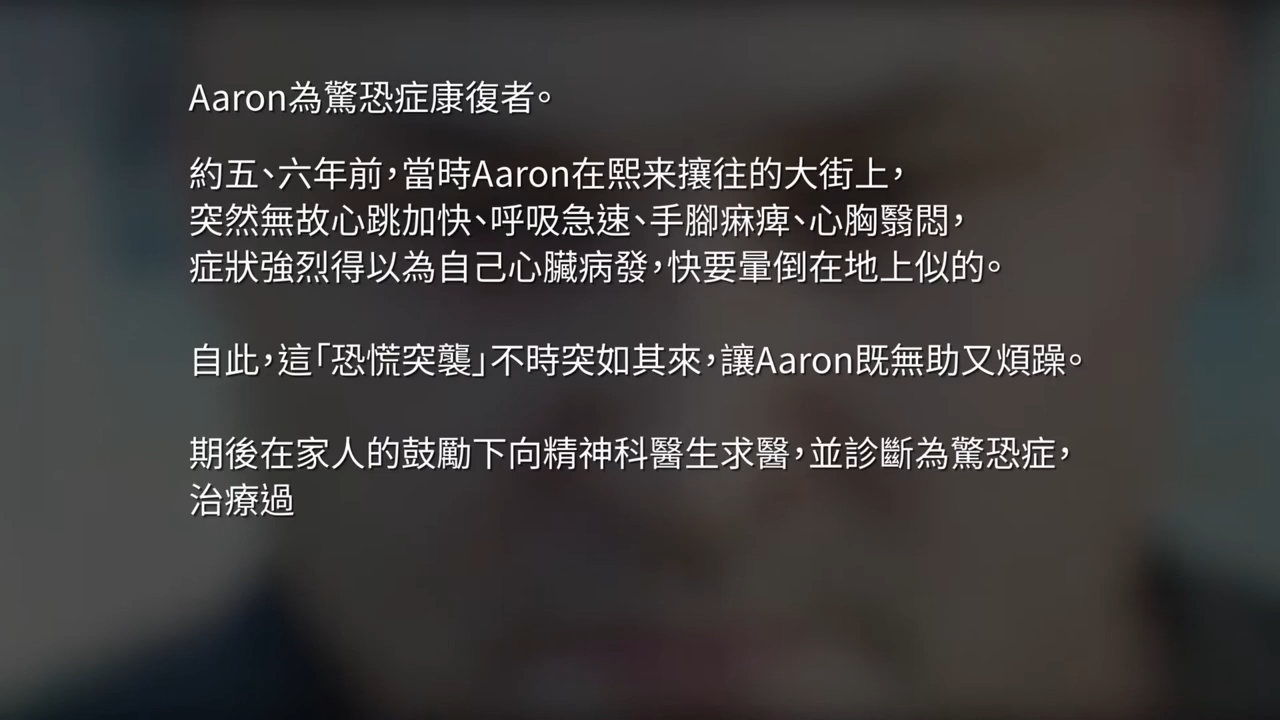 Aaron為驚恐症康復者。
約五、六年前,當時Aaron在熙来攘往的大街上,
突然無故心跳加快、呼吸急速、手腳痳痺、心胸翳悶,
症狀強烈得以為自己心臟病發,快要暈倒在地上似的。
自此,這「恐慌突襲」不時突如其來,讓Aaron既無助又煩躁。
期後在家人的鼓勵下向精神科醫生求醫,並診斷為驚恐症,
治療過